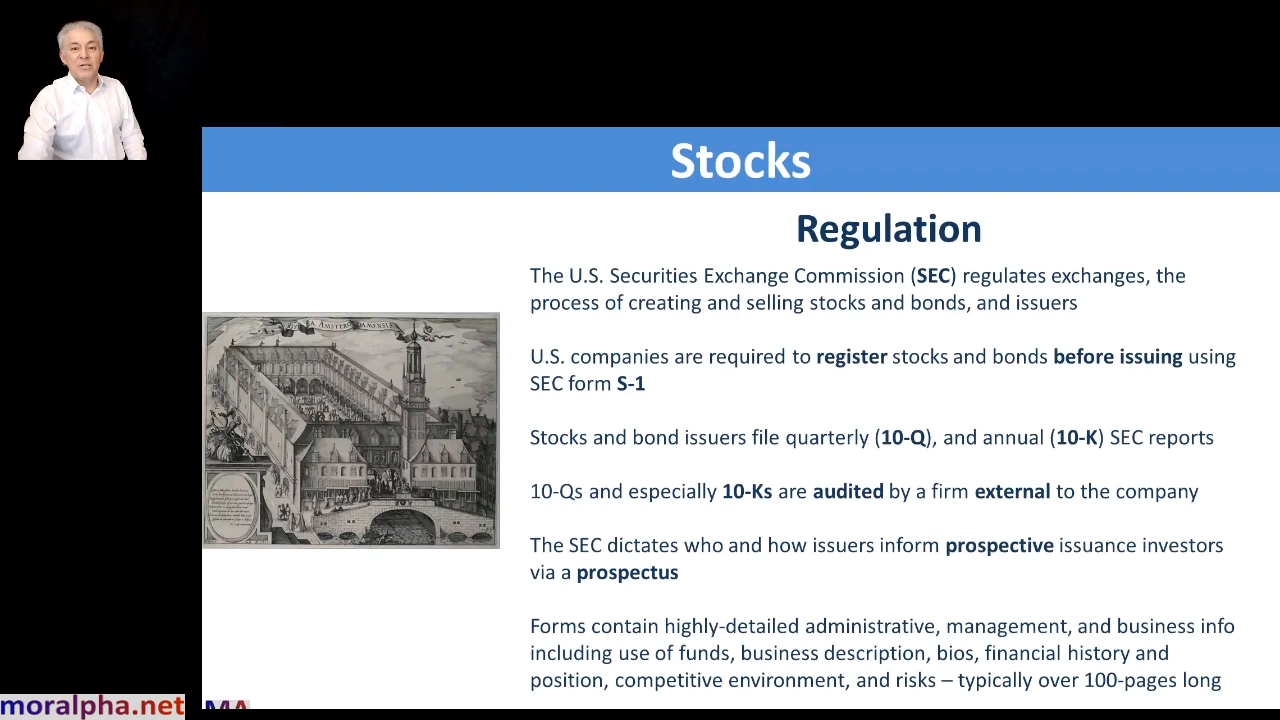 Stocks
Regulation
The U.S. Securities Exchange Commission (SEC) regulates exchanges, the
process of creating and selling stocks and bonds, and issuers
U.S. companies are required to register stocks and bonds before issuing using
SEC form S-1
Stocks and bond issuers file quarterly (10-Q), and annual (10-K) SEC reports
10-Qs and especially 10-Ks are audited by a firm external to the company
The SEC dictates who and how issuers inform prospective issuance investors
via a prospectus
Forms contain highly-detailed administrative, management, and business info
including use of funds, business description, bios, financial history and
position, competitive environment, and risks – typically over 100-pages long
moralpha.net
MA